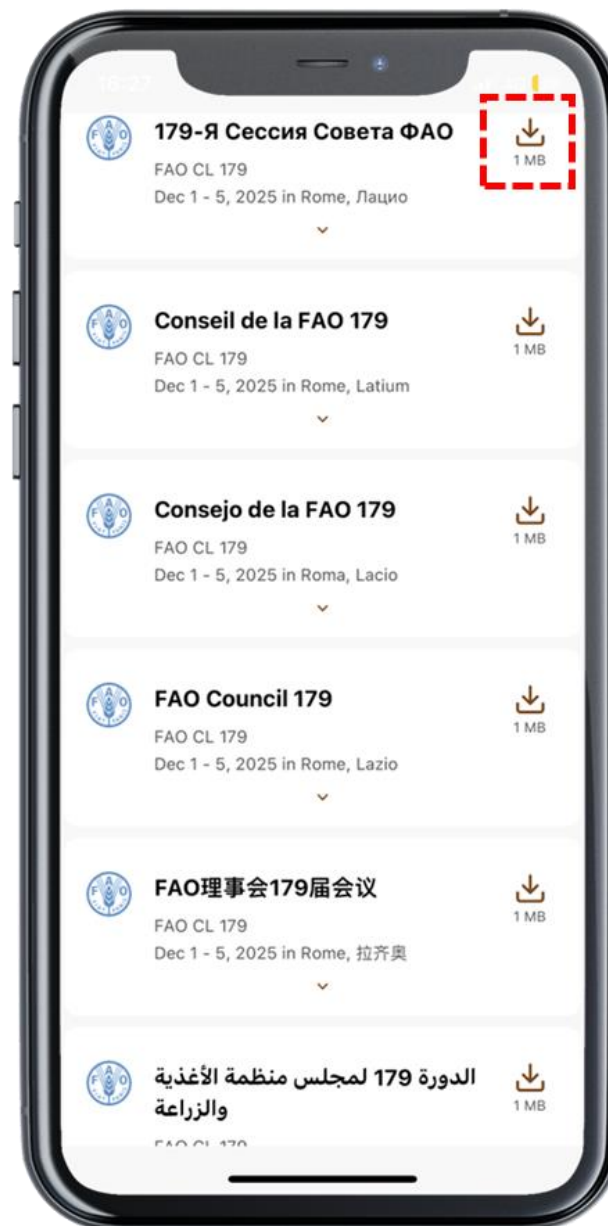 16:27
179-Я Сессия Совета ФАО
1 MB
FAO CL 179
Dec 1 - 5, 2025 in Rome, Лацио
Conseil de la FAO 179
1 MB
FAO CL 179
Dec 1 - 5, 2025 in Rome, Latium
Consejo de la FAO 179
1 MB
FAO CL 179
Dec 1 - 5, 2025 in Roma, Lacio
FAO Council 179
1 MB
FAO CL 179
Dec 1 - 5, 2025 in Rome, Lazio
FAO理事会179届会议
1 MB
FAO CL 179
Dec 1 - 5, 2025 in Rome, 拉齐奥
الدورة 179 لمجلس منظمة الأغذية
والزراعة
1 MB
FAO CL 179